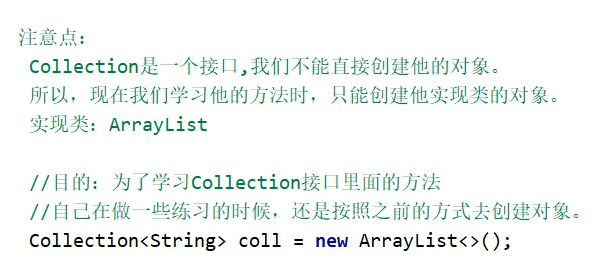 注意点：
Collection是一个接口,我们不能直接创建他的对象。
所以，现在我们学习他的方法时，只能创建他实现类的对象。
实现类：ArrayList
//目的：为了学习Collection接口里面的方法
//自己在做一些练习的时候，还是按照之前的方式去创建对象。
Collection<String> coll = new ArrayList<>();